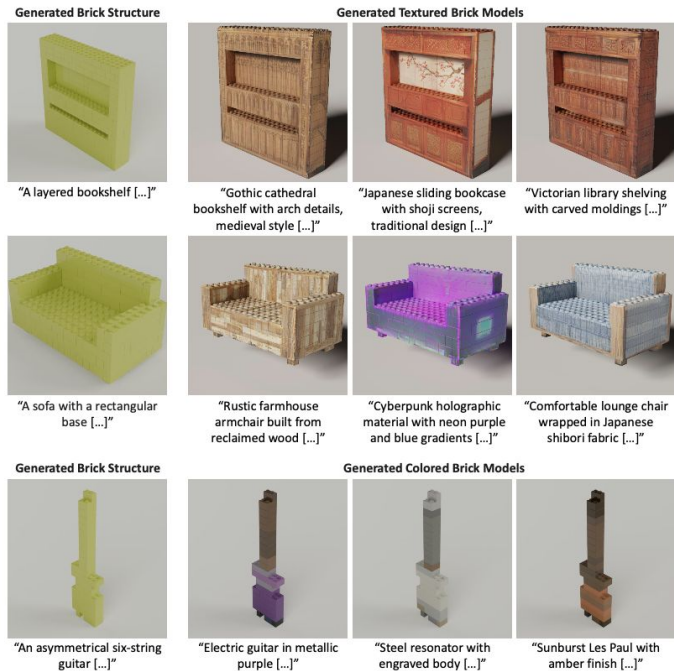 Generated Brick Structure
Generated Textured Brick Models
“A layered bookshelf [...]”
“Gothic cathedral
bookshelf with arch details,
medieval style [...]”
“Japanese sliding bookcase
with shoji screens,
traditional design [...]”
“Victorian library shelving
with carved moldings [...]”
“A sofa with a rectangular
base [...]”
“Rustic farmhouse
armchair built from
reclaimed wood [...]”
“Cyberpunk holographic
material with neon purple
and blue gradients [...]”
“Comfortable lounge chair
wrapped in Japanese
shibori fabric [...]”
Generated Brick Structure
Generated Colored Brick Models
“An asymmetrical six-string
guitar [...]”
“Electric guitar in metallic
purple [...]”
“Steel resonator with
engraved body [...]”
“Sunburst Les Paul with
amber finish [...]”